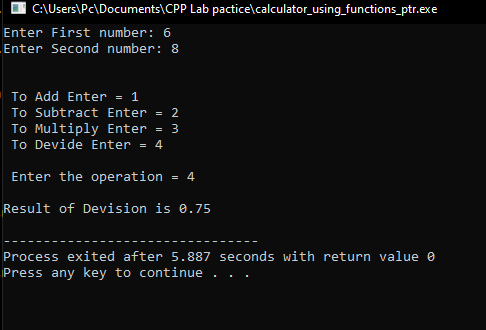 C:\Users\Pc\Documents\CPP Lab pactice\calculator_using_functions_ptr.exe
Enter First number: 6
Enter Second number: 8
To Add Enter = 1
To Subtract Enter = 2
To Multiply Enter = 3
To Devide Enter = 4
Enter the operation = 4
Result of Devision is 0.75
--------------------------------
Process exited after 5.887 seconds with return value 0
Press any key to continue . . .